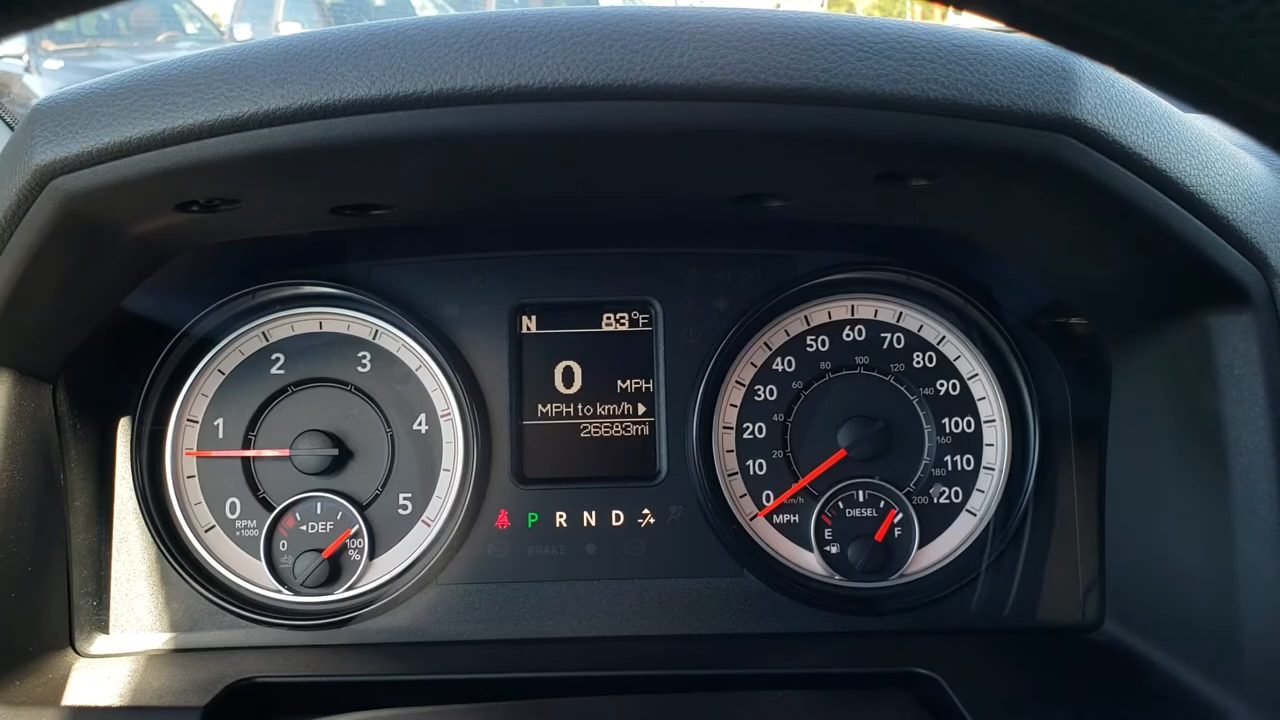 2 3
1 4
0 5
RPM
×1000
DEF
0 100
%
N 83°F
0 MPH
MPH to km/h
26683mi
P R N D
BRAKE
60
50 70
40 80
30 90
20 100
10 110
0 120
MPH
km/h
20 40 60 80 100 120 140 160 180 200
DIESEL
E F